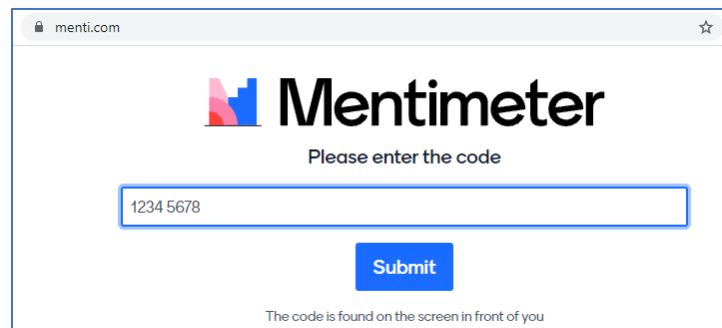 menti.com
Mentimeter
Please enter the code
1234 5678
Submit
The code is found on the screen in front of you